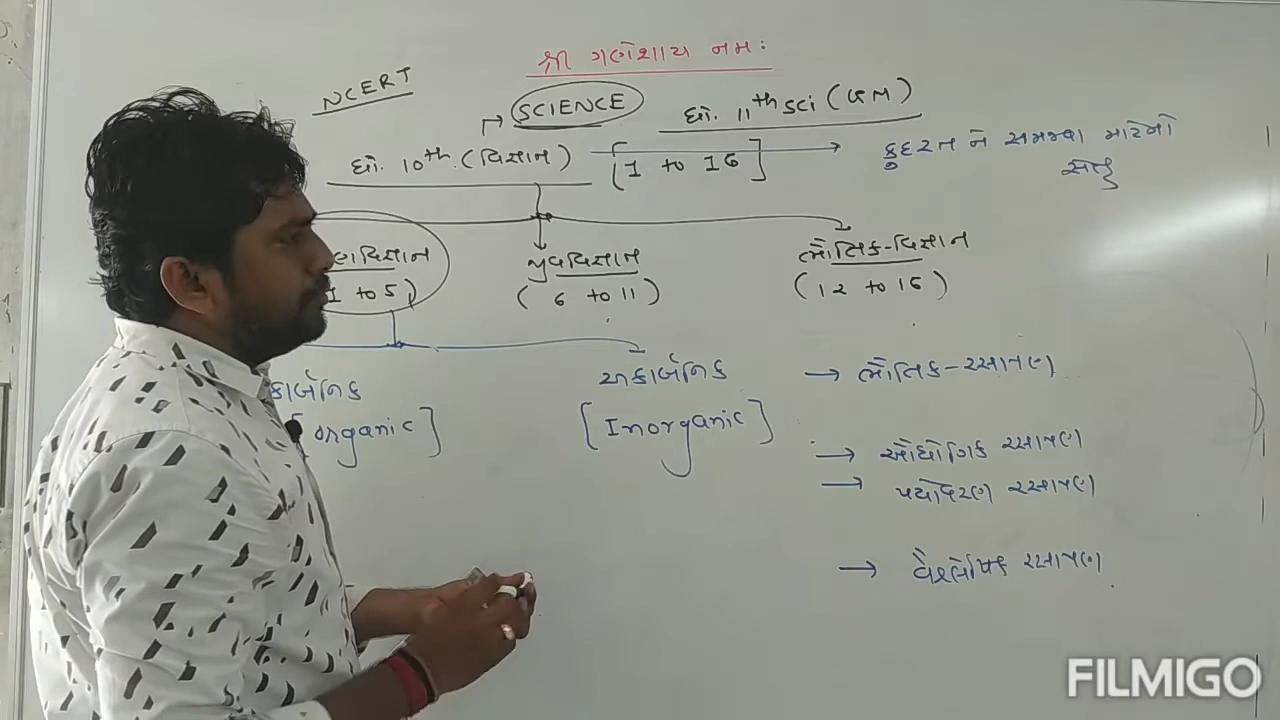 શ્રી ગણેશાય નમઃ
NCERT
SCIENCE
ધો. 11th sci (GM)
ધો. 10th. (વિજ્ઞાન)
[1 to 16]
કુદરત ને સમજવા માટેનો
વિજ્ઞાન
(1 to 5)
જીવવિજ્ઞાન
( 6 to 11 )
ભૌતિક-વિજ્ઞાન
(12 to 16)
કાર્બનિક
[organic]
અકાર્બનિક
[Inorganic]
→ ભૌતિક-રસાયણ
→ ઔધોગિક રસાયણ
→ પર્યાવરણ રસાયણ
→ વૈશ્લેષિક રસાયણ
FILMIGO